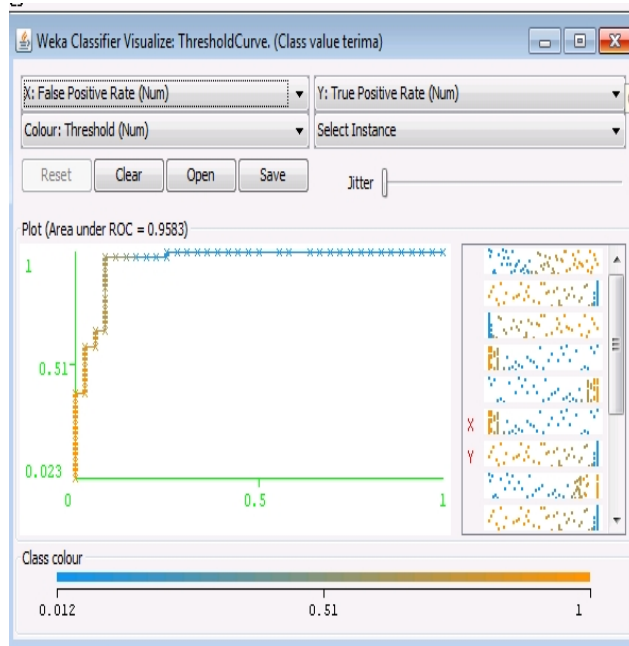 Weka Classifier Visualize: ThresholdCurve. (Class value terima)
X: False Positive Rate (Num)
Y: True Positive Rate (Num)
Colour: Threshold (Num)
Select Instance
Reset
Clear
Open
Save
Jitter
Plot (Area under ROC = 0.9583)
1
0.51
0.023
0
0.5
1
X
Y
Class colour
0.012
0.51
1